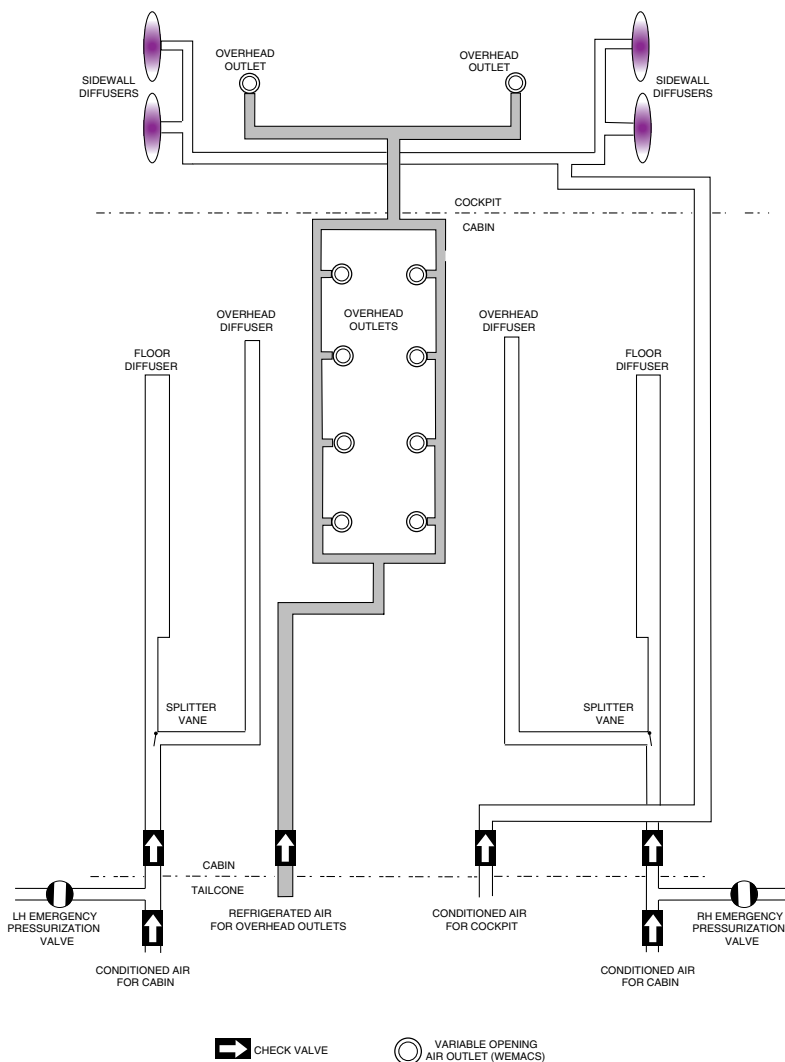 OVERHEAD
OUTLET
OVERHEAD
OUTLET
SIDEWALL
DIFFUSERS
SIDEWALL
DIFFUSERS
COCKPIT
CABIN
OVERHEAD
DIFFUSER
OVERHEAD
OUTLETS
OVERHEAD
DIFFUSER
FLOOR
DIFFUSER
FLOOR
DIFFUSER
SPLITTER
VANE
SPLITTER
VANE
CABIN
TAILCONE
LH EMERGENCY
PRESSURIZATION
VALVE
REFRIGERATED AIR
FOR OVERHEAD OUTLETS
CONDITIONED AIR
FOR COCKPIT
RH EMERGENCY
PRESSURIZATION
VALVE
CONDITIONED AIR
FOR CABIN
CONDITIONED AIR
FOR CABIN
CHECK VALVE
VARIABLE OPENING
AIR OUTLET (WEMACS)